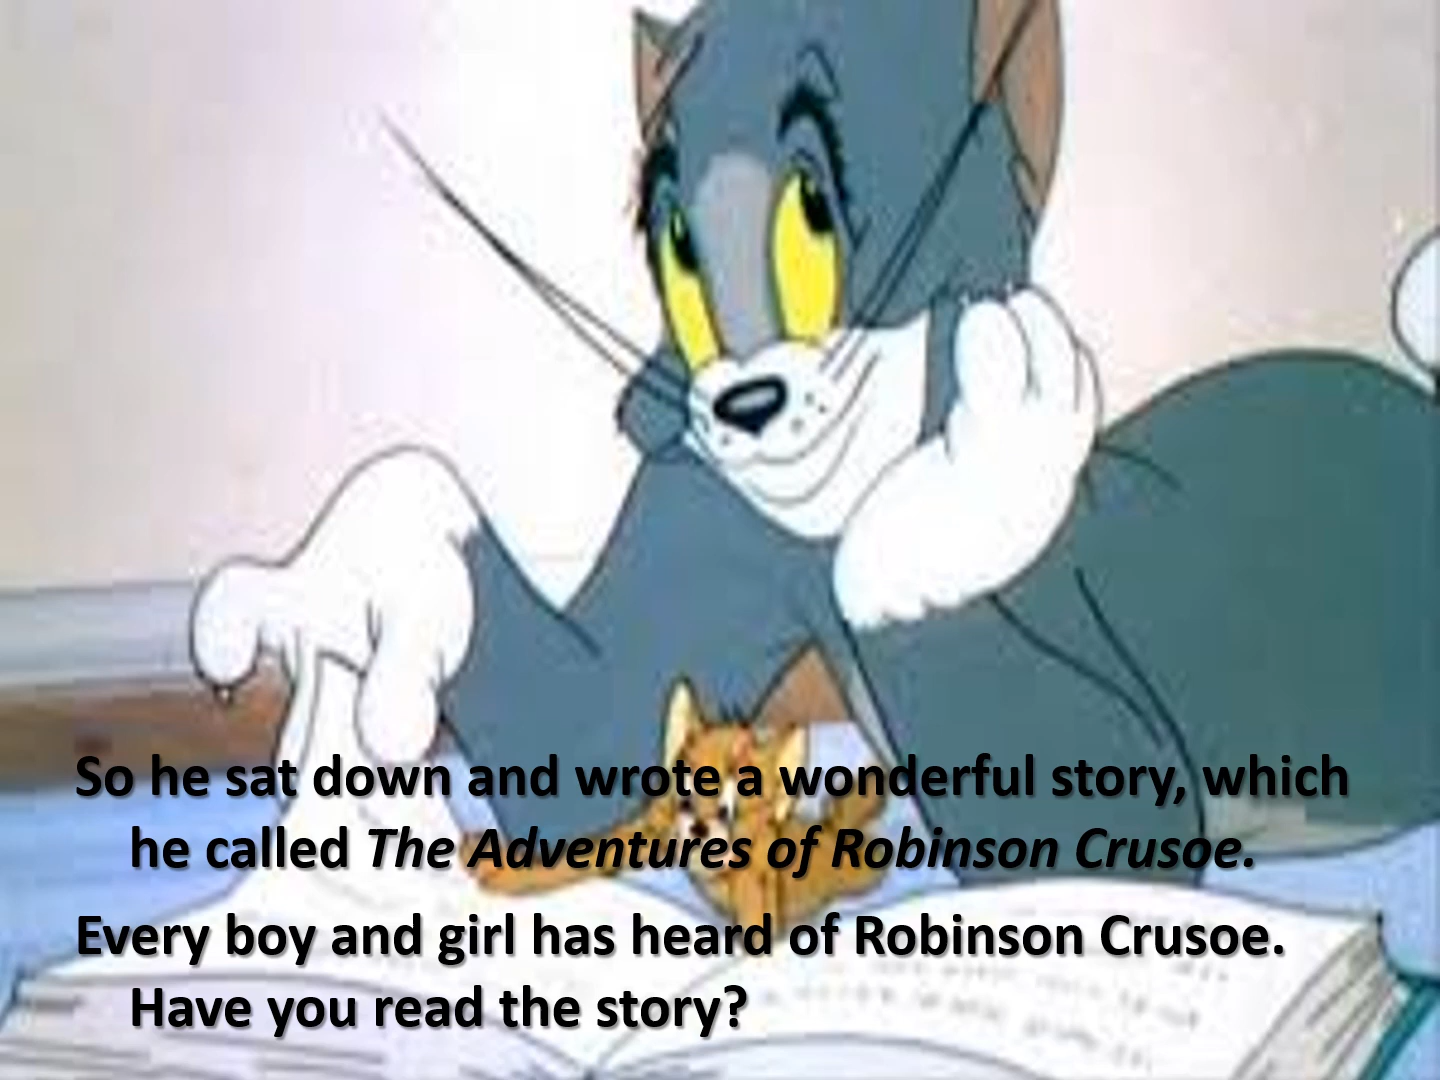 So he sat down and wrote a wonderful story, which
he called The Adventures of Robinson Crusoe.
Every boy and girl has heard of Robinson Crusoe.
Have you read the story?